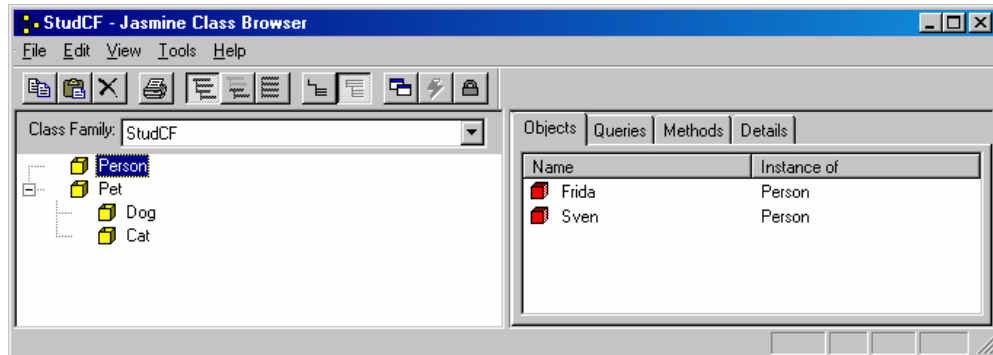 StudCF - Jasmine Class Browser
File Edit View Tools Help
Class Family: StudCF
Person
Pet
Dog
Cat
Objects Queries Methods Details
Name Instance of
Frida Person
Sven Person